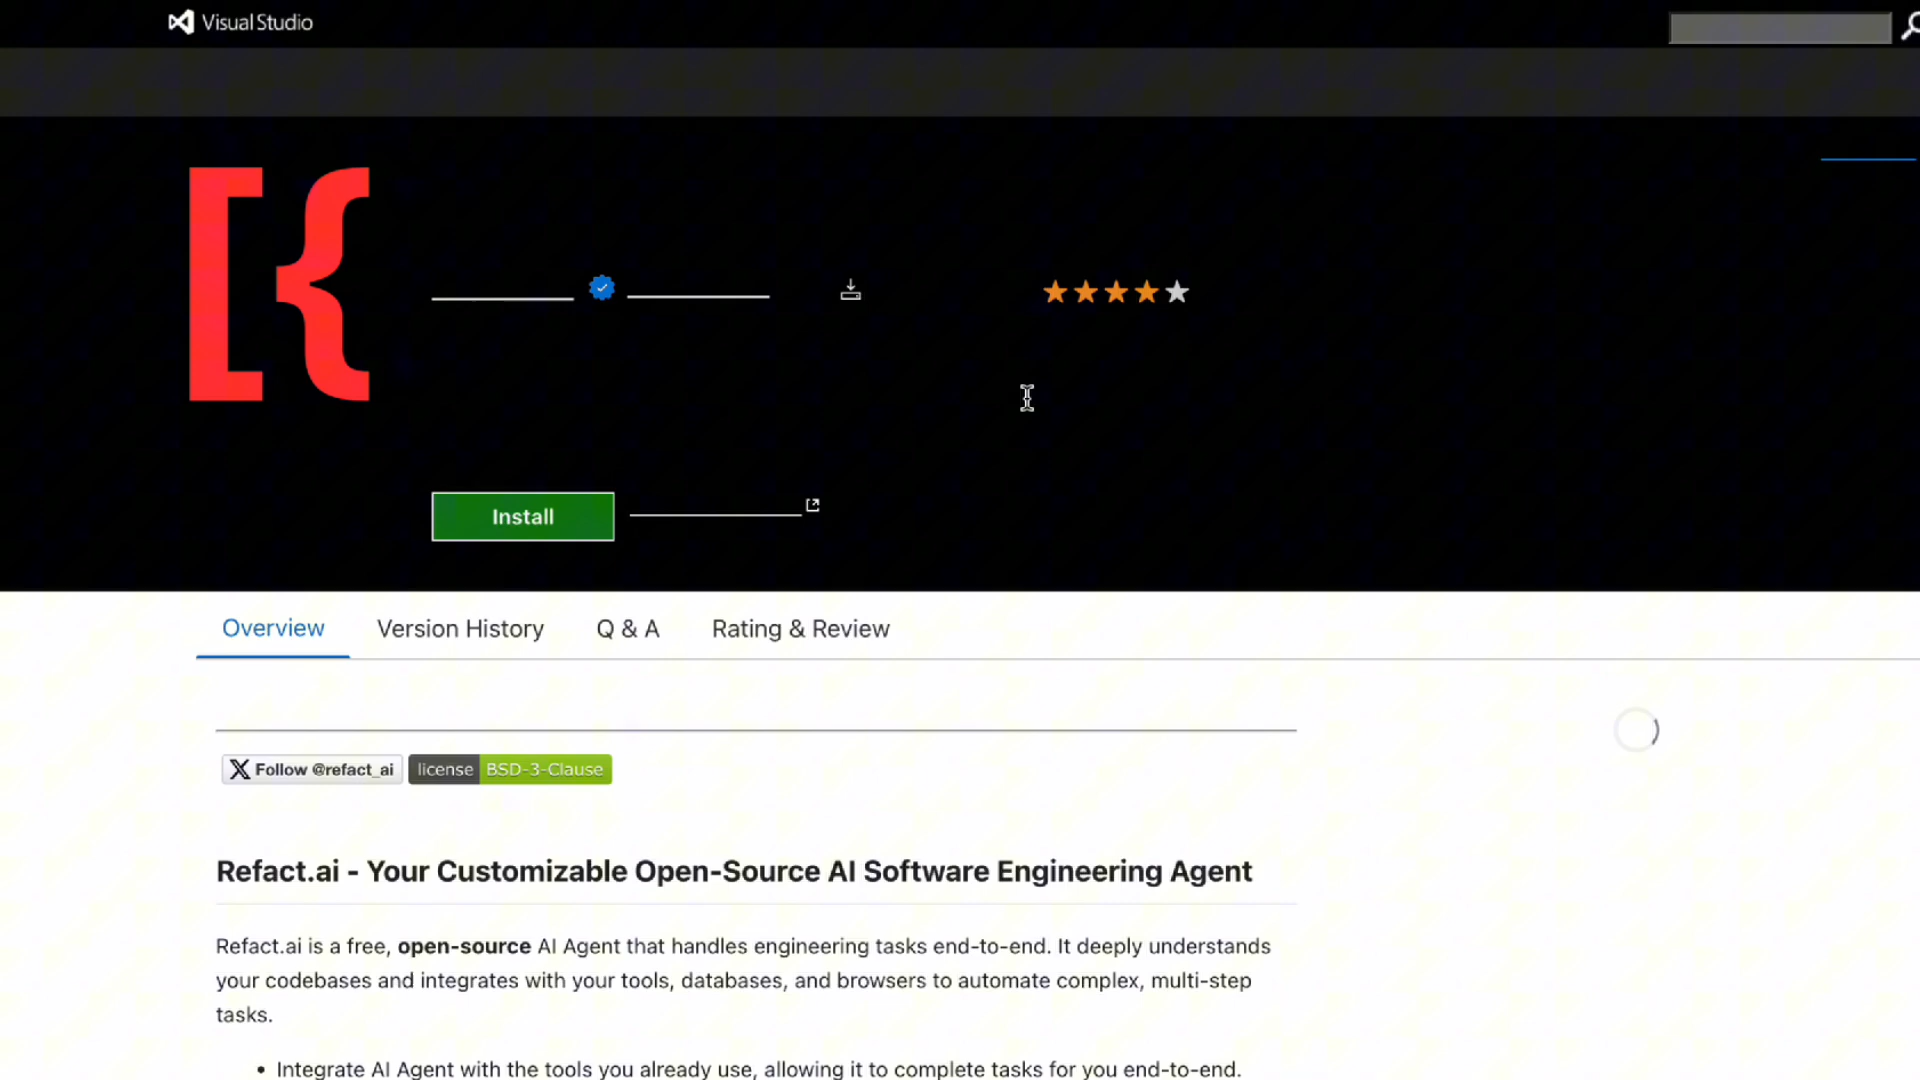 Visual Studio
Install
Overview
Version History
Q & A
Rating & Review
Follow @refact_ai
license BSD-3-Clause
Refact.ai - Your Customizable Open-Source AI Software Engineering Agent
Refact.ai is a free, open-source AI Agent that handles engineering tasks end-to-end. It deeply understands
your codebases and integrates with your tools, databases, and browsers to automate complex, multi-step
tasks.
• Integrate AI Agent with the tools you already use, allowing it to complete tasks for you end-to-end.